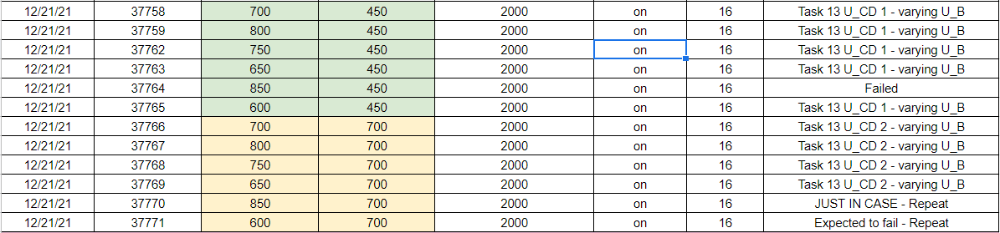 12/21/21 37758 700 450 2000 on 16 Task 13 U_CD 1 - varying U_B
12/21/21 37759 800 450 2000 on 16 Task 13 U_CD 1 - varying U_B
12/21/21 37762 750 450 2000 on 16 Task 13 U_CD 1 - varying U_B
12/21/21 37763 650 450 2000 on 16 Task 13 U_CD 1 - varying U_B
12/21/21 37764 850 450 2000 on 16 Failed
12/21/21 37765 600 450 2000 on 16 Task 13 U_CD 1 - varying U_B
12/21/21 37766 700 700 2000 on 16 Task 13 U_CD 2 - varying U_B
12/21/21 37767 800 700 2000 on 16 Task 13 U_CD 2 - varying U_B
12/21/21 37768 750 700 2000 on 16 Task 13 U_CD 2 - varying U_B
12/21/21 37769 650 700 2000 on 16 Task 13 U_CD 2 - varying U_B
12/21/21 37770 850 700 2000 on 16 JUST IN CASE - Repeat
12/21/21 37771 600 700 2000 on 16 Expected to fail - Repeat